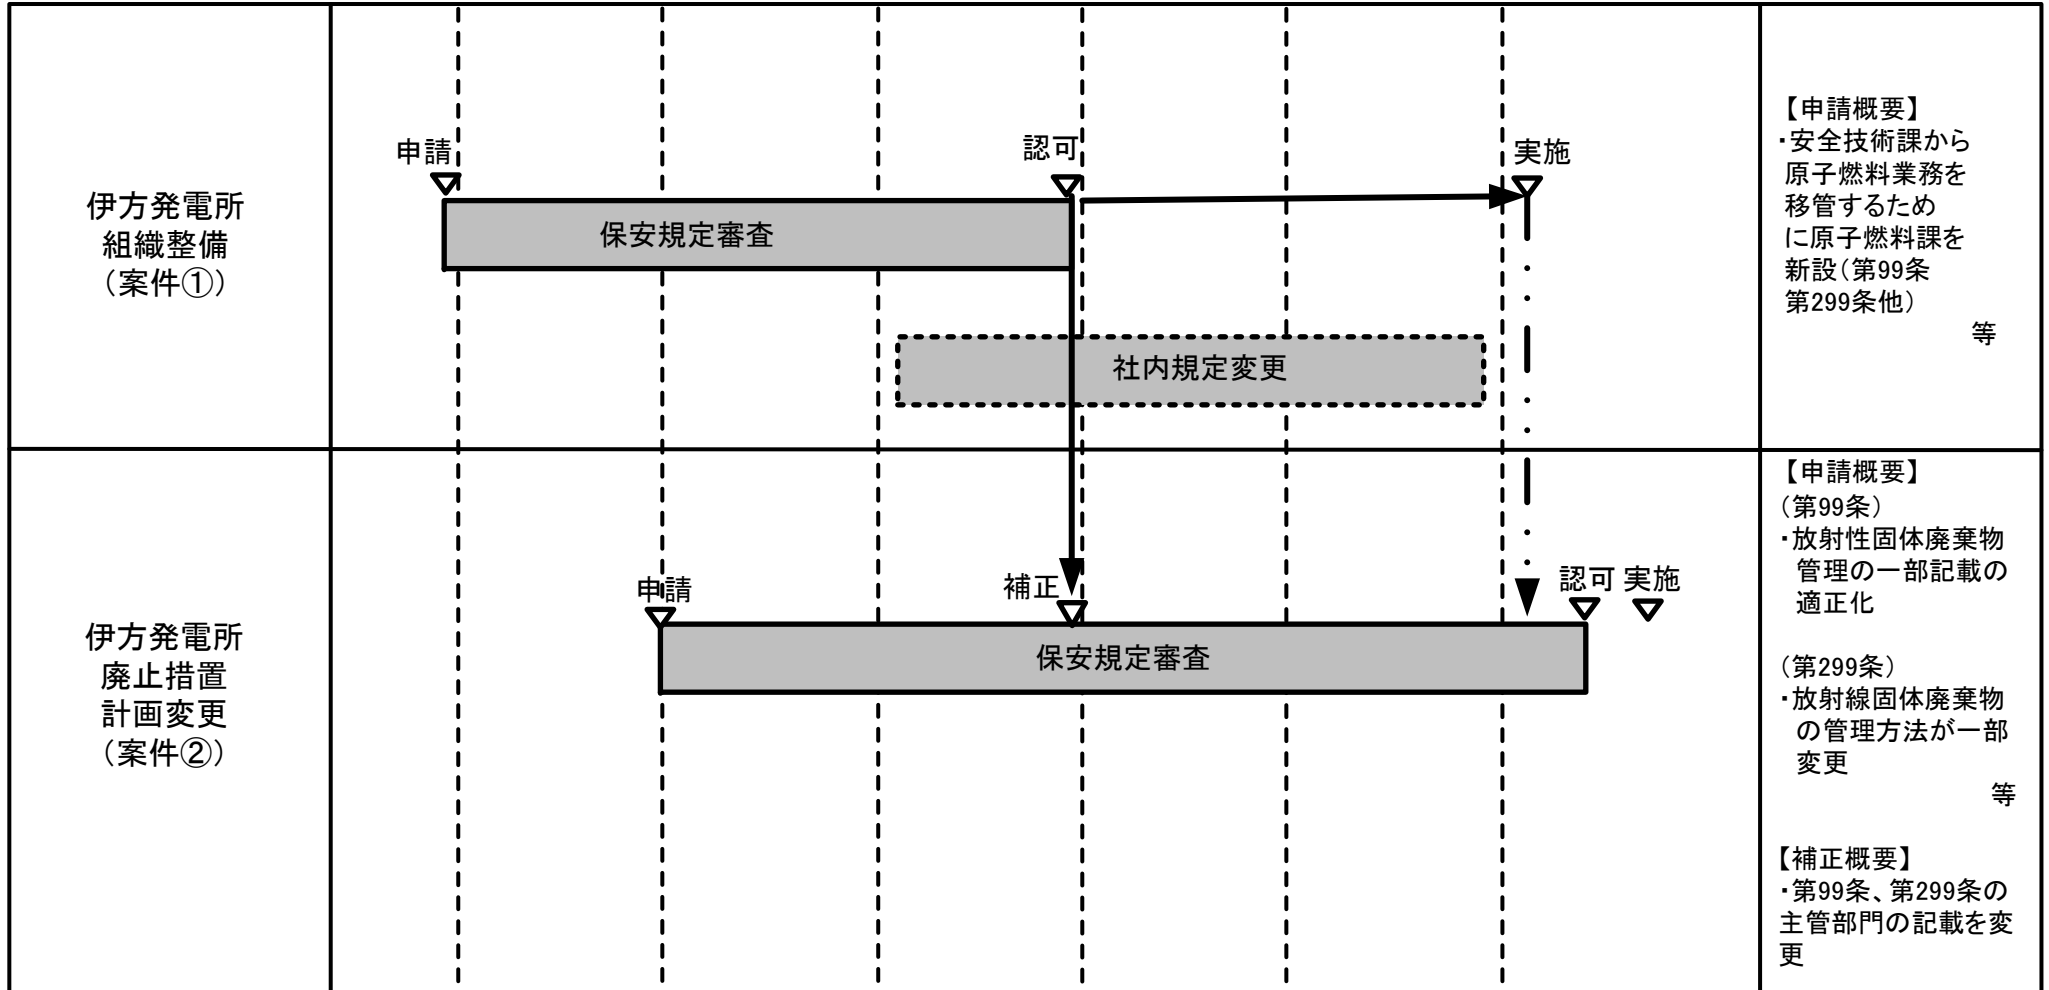 伊方発電所
組織整備
（案件①）
申請
認可
実施
保安規定審査
社内規定変更
【申請概要】
・安全技術課から
原子燃料業務を
移管するため
に原子燃料課を
新設（第99条
第299条他）
等
伊方発電所
廃止措置
計画変更
（案件②）
申請
補正
認可 実施
保安規定審査
【申請概要】
（第99条）
・放射性固体廃棄物
管理の一部記載の
適正化
（第299条）
・放射線固体廃棄物
の管理方法が一部
変更
等
【補正概要】
・第99条、第299条の
主管部門の記載を変
更